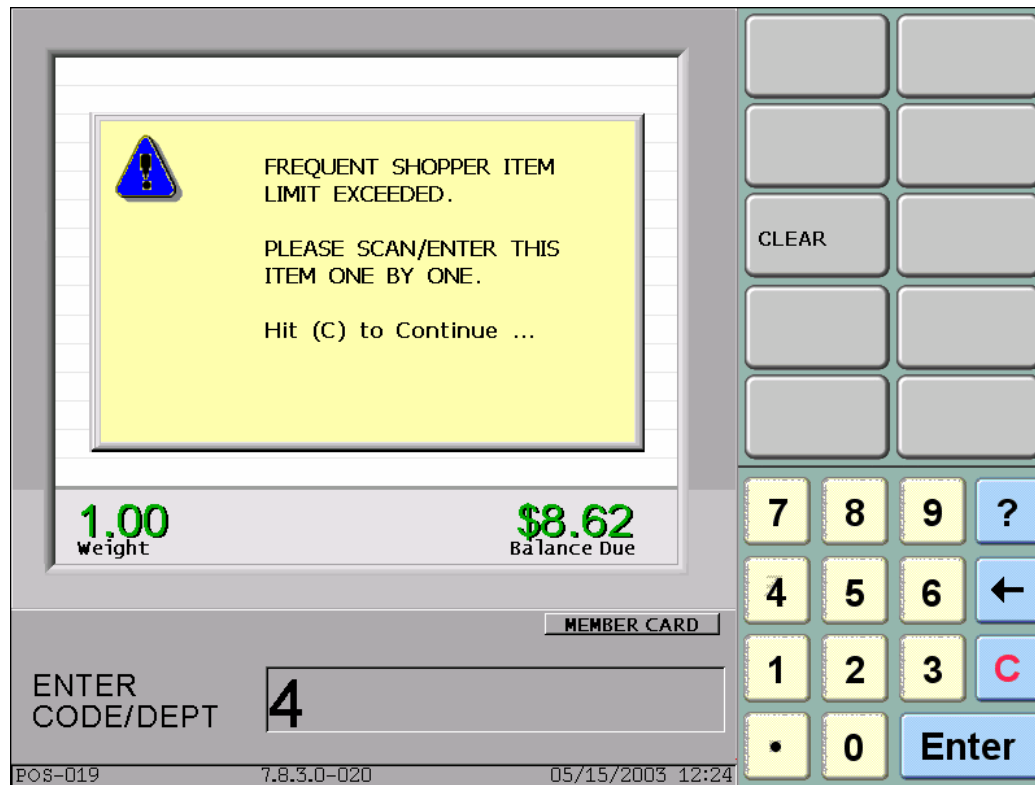 FREQUENT SHOPPER ITEM
LIMIT EXCEEDED.
PLEASE SCAN/ENTER THIS
ITEM ONE BY ONE.
Hit (C) to Continue ...
1.00
Weight
$8.62
Balance Due
MEMBER CARD
ENTER
CODE/DEPT
4
POS-019 7.8.3.0-020 05/15/2003 12:24
CLEAR
7 8 9 ?
4 5 6 ←
1 2 3 C
. 0 Enter